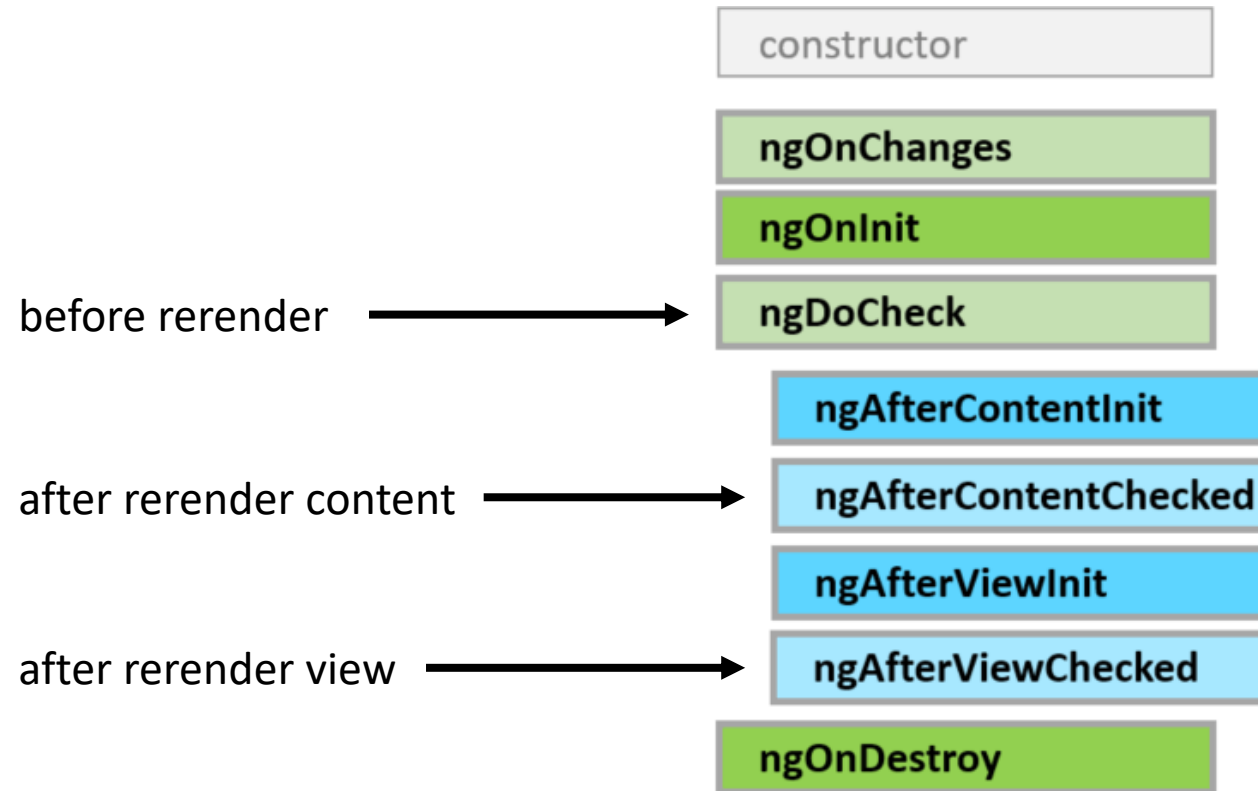 constructor
ngOnChanges
ngOnInit
before rerender
ngDoCheck
ngAfterContentInit
after rerender content
ngAfterContentChecked
ngAfterViewInit
after rerender view
ngAfterViewChecked
ngOnDestroy